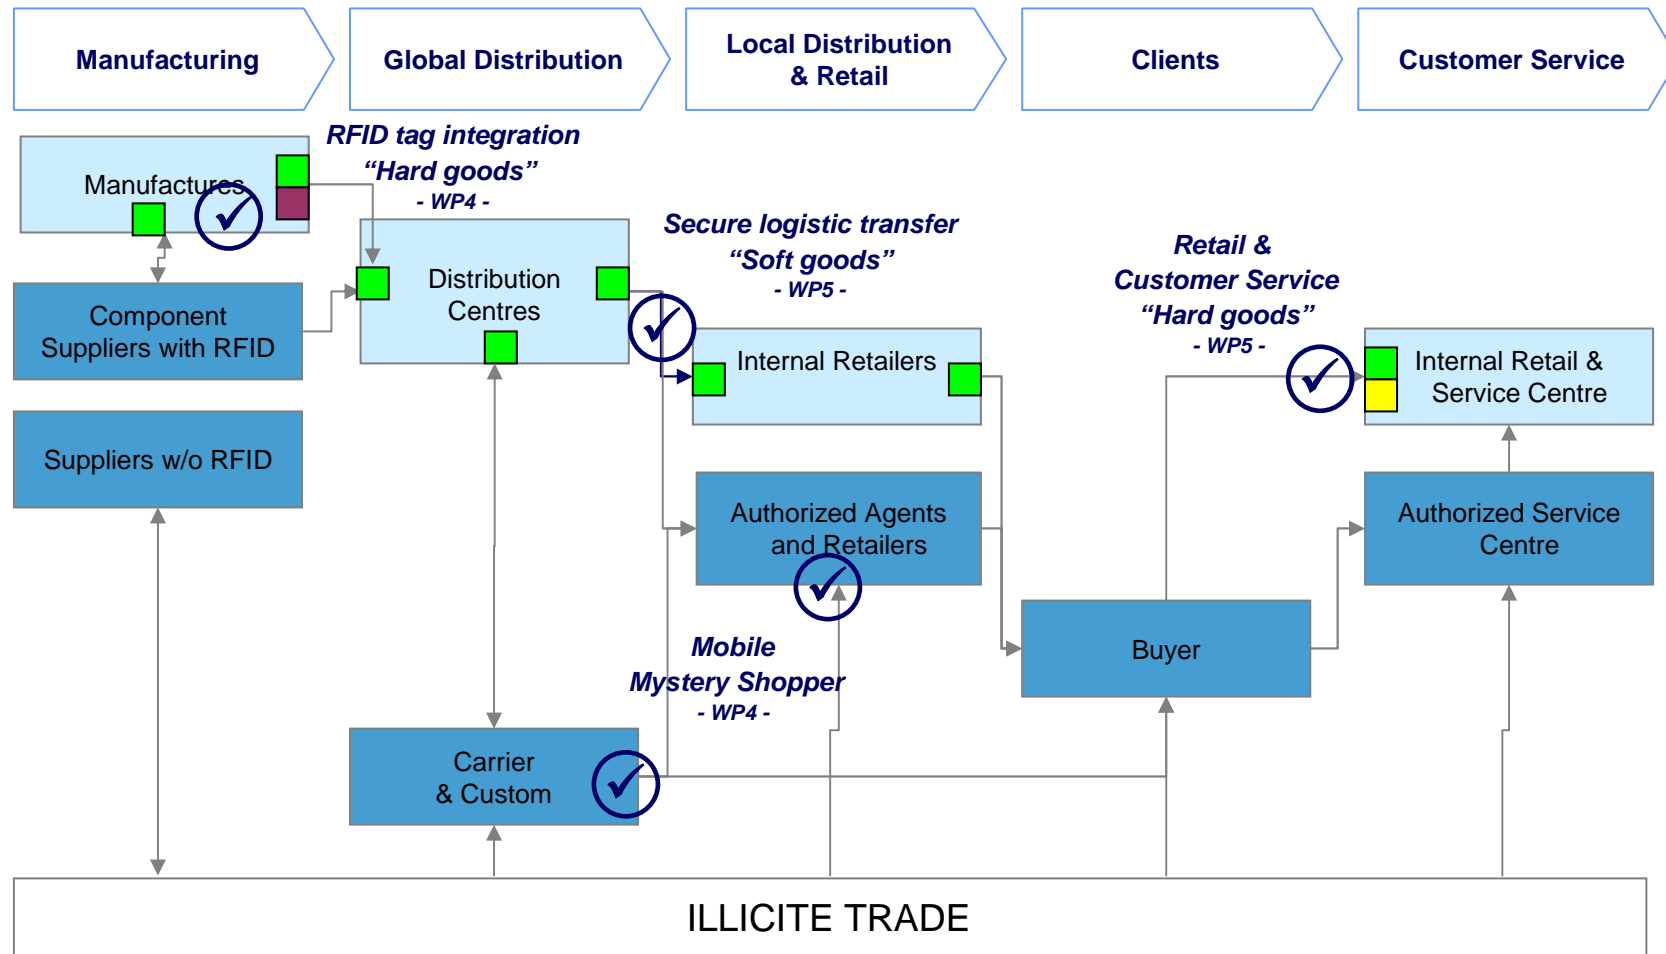 Manufacturing
Global Distribution
Local Distribution
& Retail
Clients
Customer Service
RFID tag integration
“Hard goods”
- WP4 -
Manufactures
Secure logistic transfer
“Soft goods”
- WP5 -
Retail &
Customer Service
“Hard goods”
- WP5 -
Distribution
Centres
Component
Suppliers with RFID
Internal Retailers
Internal Retail &
Service Centre
Suppliers w/o RFID
Authorized Agents
and Retailers
Authorized Service
Centre
Mobile
Mystery Shopper
- WP4 -
Buyer
Carrier
& Custom
ILLICITE TRADE